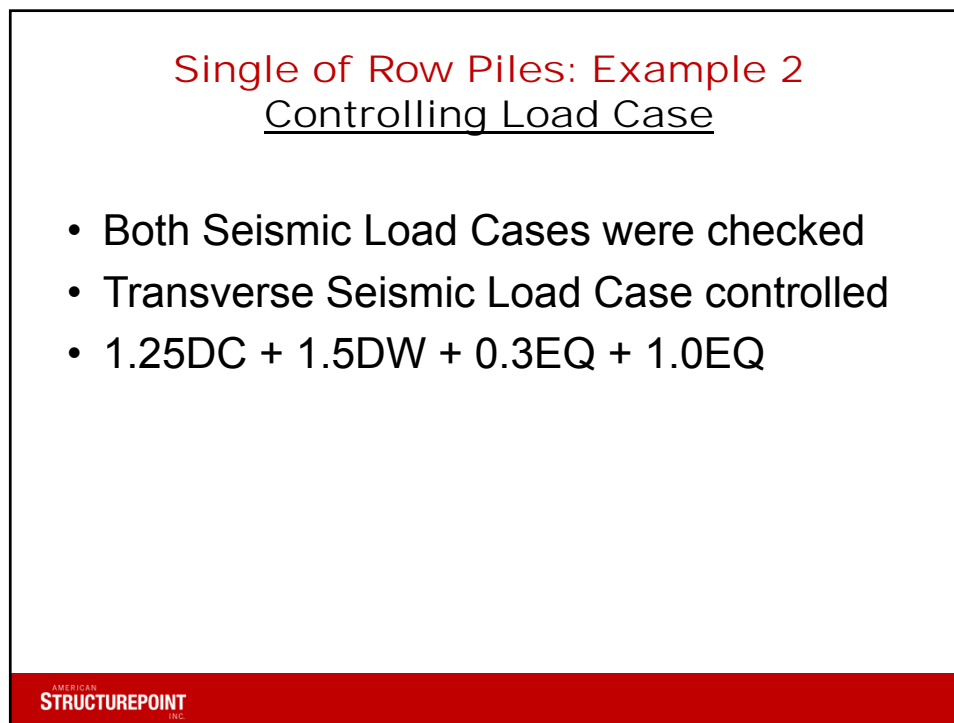 Single of Row Piles: Example 2
Controlling Load Case
• Both Seismic Load Cases were checked
• Transverse Seismic Load Case controlled
• 1.25DC + 1.5DW + 0.3EQ + 1.0EQ
AMERICAN
STRUCTUREPOINT
INC.